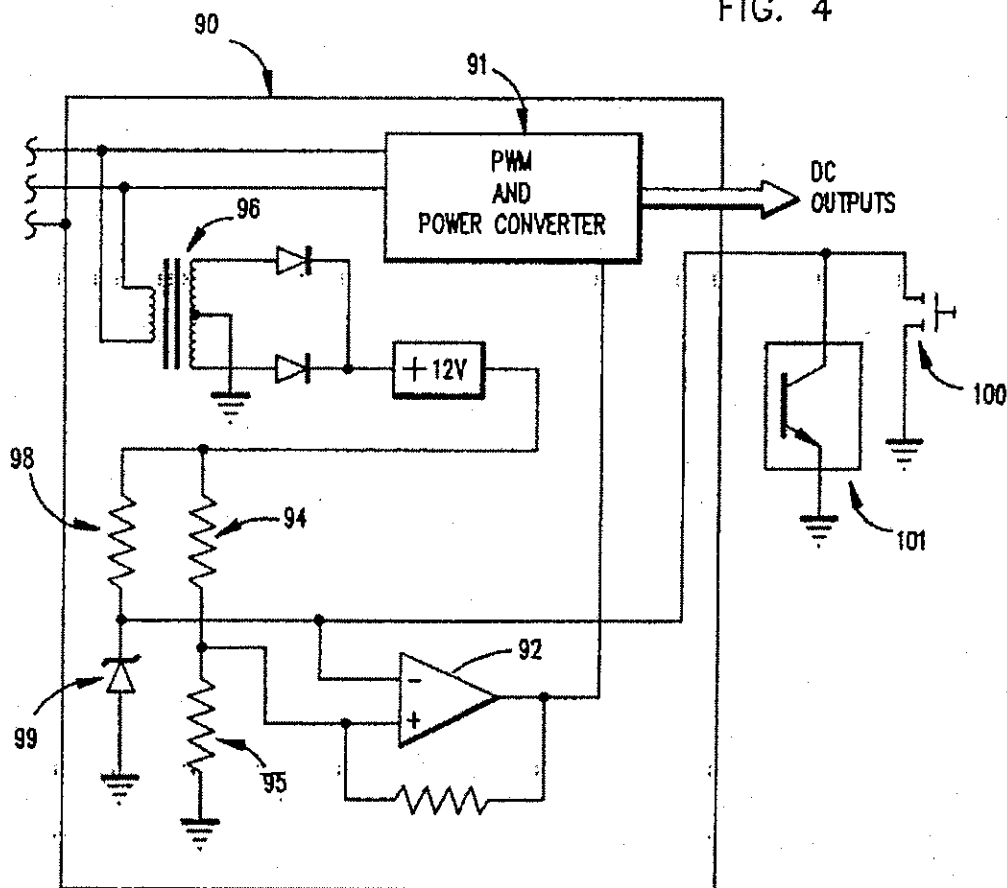 FIG. 4
90
91
PWM
AND
POWER CONVERTER
DC
OUTPUTS
96
+ 12V
100
98
94
101
92
-
+
99
95